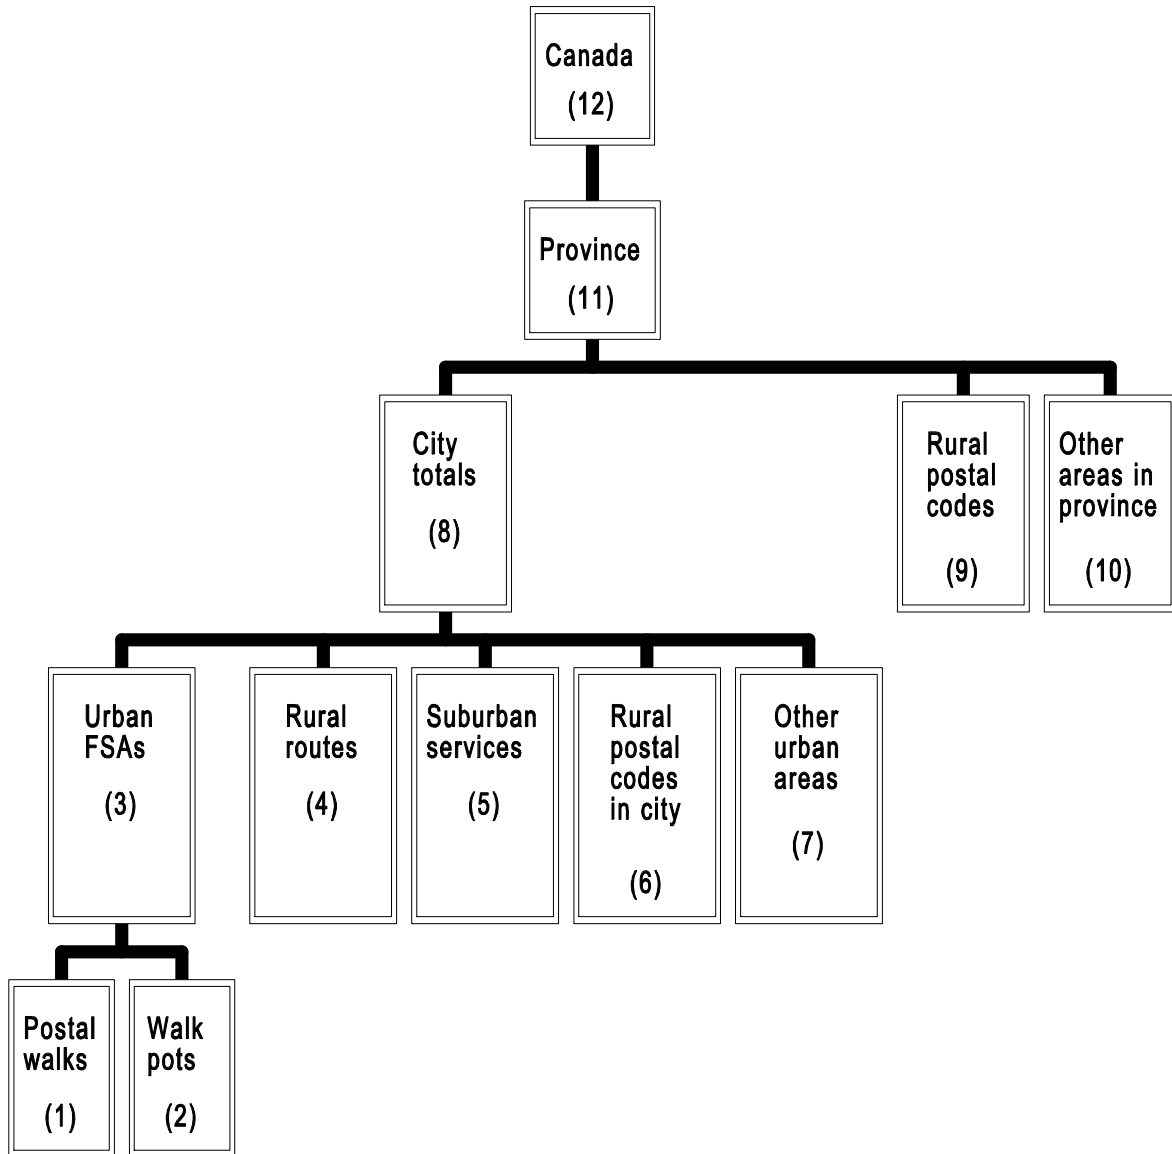 Canada
(12)
Province
(11)
City
totals
(8)
Rural
postal
codes
(9)
Other
areas in
province
(10)
Urban
FSAs
(3)
Rural
routes
(4)
Suburban
services
(5)
Rural
postal
codes
in city
(6)
Other
urban
areas
(7)
Postal
walks
(1)
Walk
pots
(2)